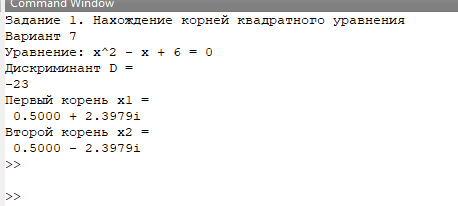 Command Window
Задание 1. Нахождение корней квадратного уравнения
Вариант 7
Уравнение: x^2 - x + 6 = 0
Дискриминант D =
-23
Первый корень x1 =
0.5000 + 2.3979i
Второй корень x2 =
0.5000 - 2.3979i
>>
>>